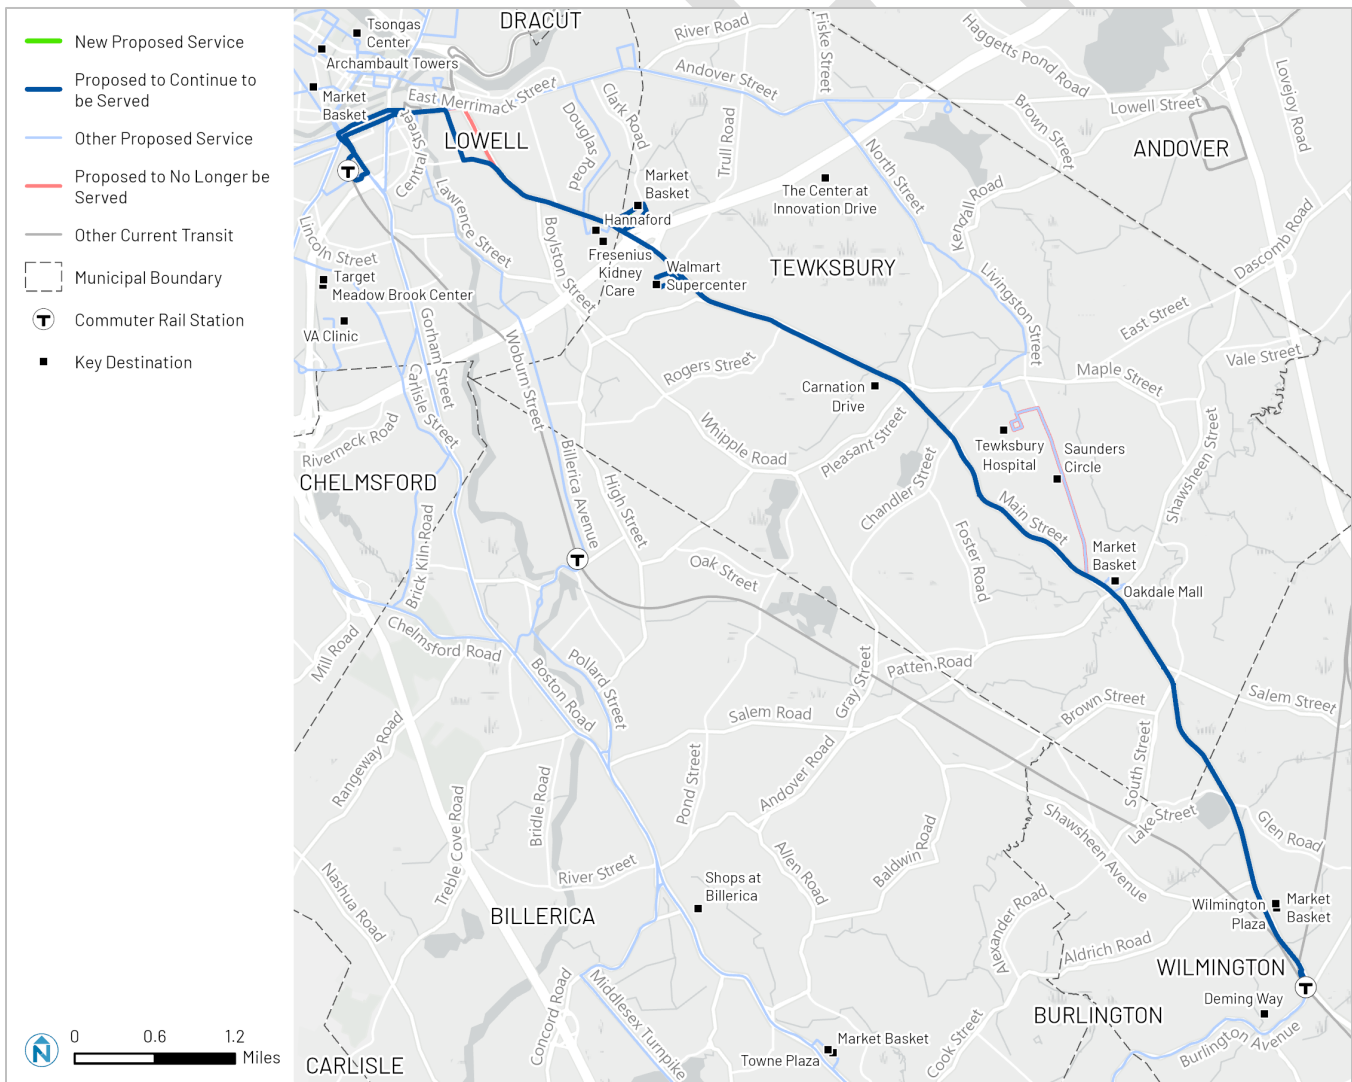 New Proposed Service
Proposed to Continue to
be Served
Other Proposed Service
Proposed to No Longer be
Served
Other Current Transit
Municipal Boundary
T
Commuter Rail Station
Key Destination
N
0 0.6 1.2
Miles
DRACUT
Tsongas
Center
Archambault Towers
Market
Basket
East Merrimack Street
River Road
Fiske Street
Haggetts Pond Road
Andover Street
Lovejoy Road
Lowell Street
Brown Street
ANDOVER
LOWELL
Central Street
Douglas Road
Clark Road
Trull Road
North Street
T
Market
Basket
The Center at
Innovation Drive
Hannaford
Lawrence Street
Kendall Road
Dascomb Road
Lincoln Street
Boylston Street
Fresenius
Kidney
Care
Walmart
Supercenter
TEWKSBURY
Livingston Street
Target
Meadow Brook Center
VA Clinic
Gorham Street
Carlisle Street
Woburn Street
East Street
Vale Street
Rogers Street
Maple Street
Carnation
Drive
Riverneck Road
Whipple Road
Pleasant Street
Tewksbury
Hospital
Saunders
Circle
Shawsheen Street
CHELMSFORD
Billerica Avenue
High Street
Chandler Street
Main Street
Brick Kiln Road
T
Oak Street
Foster Road
Market
Basket
Oakdale Mall
Mill Road
Chelmsford Road
Boston Road
Pollard Street
Patten Road
Gray Street
Salem Street
Brown Street
Salem Road
Rangeway Road
Pond Street
Andover Road
South Street
Lake Street
Treble Cove Road
Bridle Road
Shawsheen Avenue
Glen Road
Allen Road
Baldwin Road
River Street
Nashua Road
Shops at
Billerica
Wilmington
Plaza
Market
Basket
BILLERICA
Alexander Road
Aldrich Road
WILMINGTON
T
Deming Way
Concord Road
Middlesex Turnpike
BURLINGTON
Burlington Avenue
Market Basket
Towne Plaza
Cook Street
CARLISLE